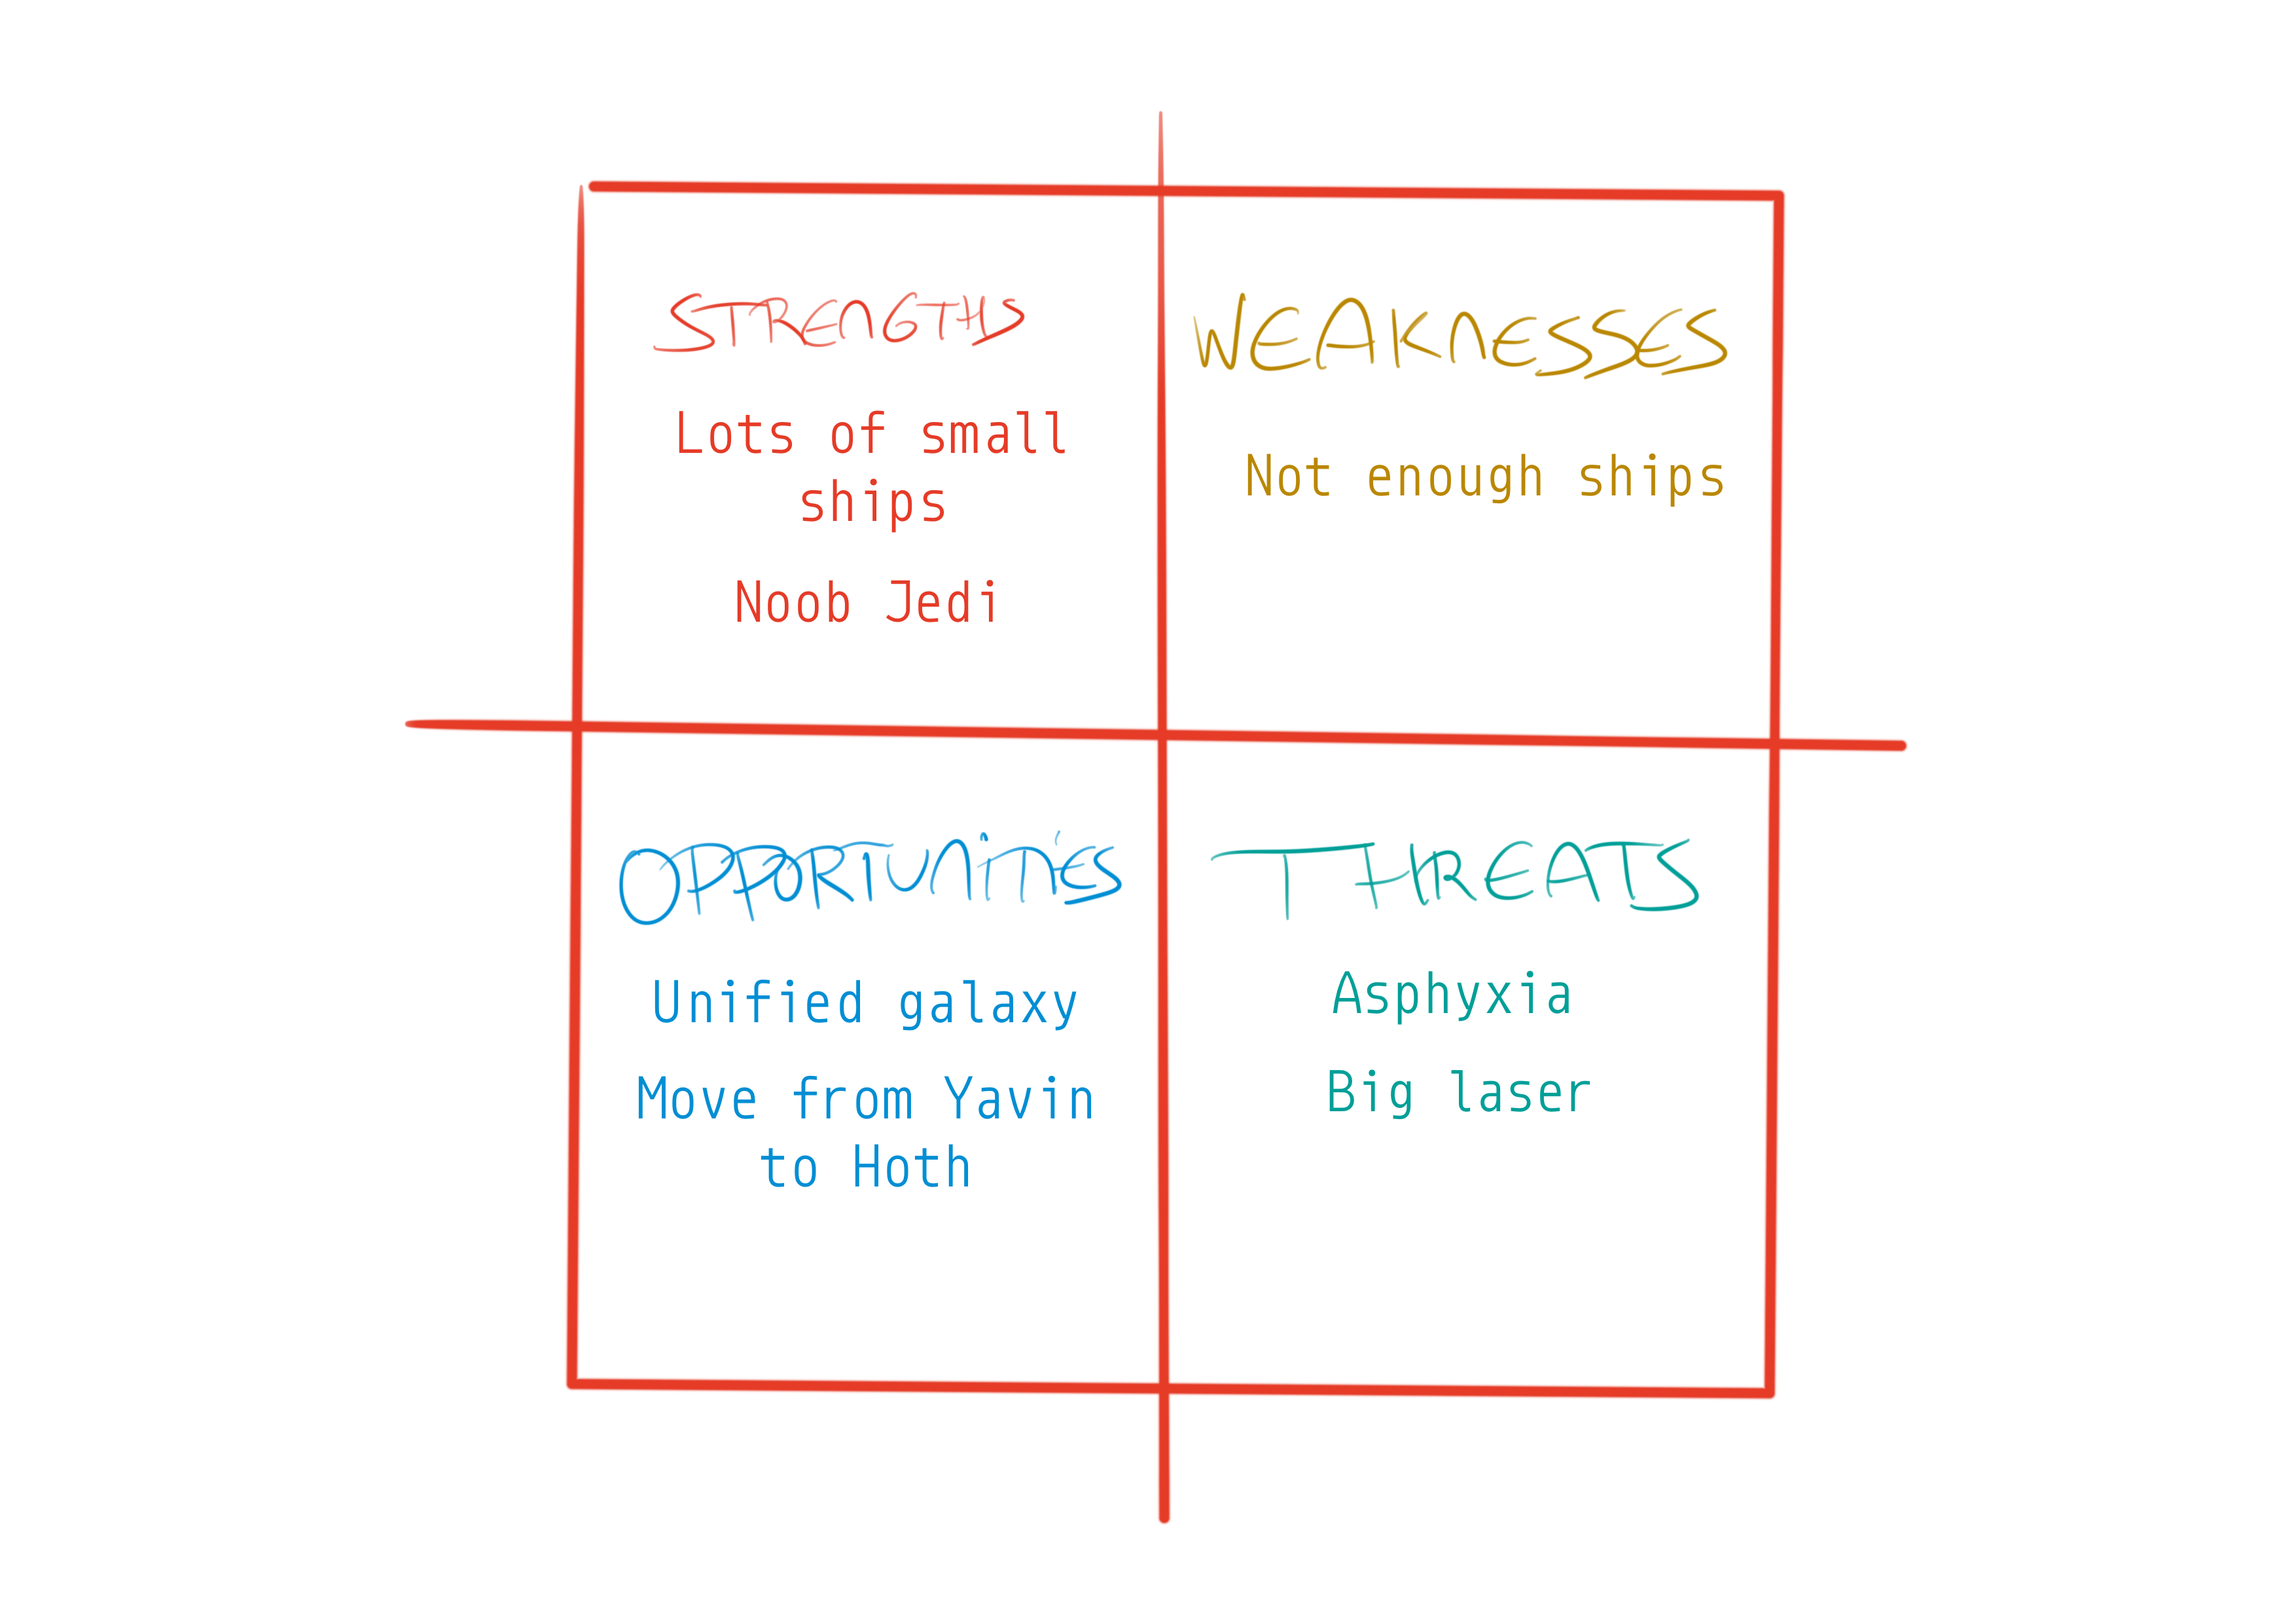 STRENGTHS
Lots of small
ships
Noob Jedi
WEAKNESSES
Not enough ships
OPPORTUNiTiES
Unified galaxy
Move from Yavin
to Hoth
THREATS
Asphyxia
Big laser